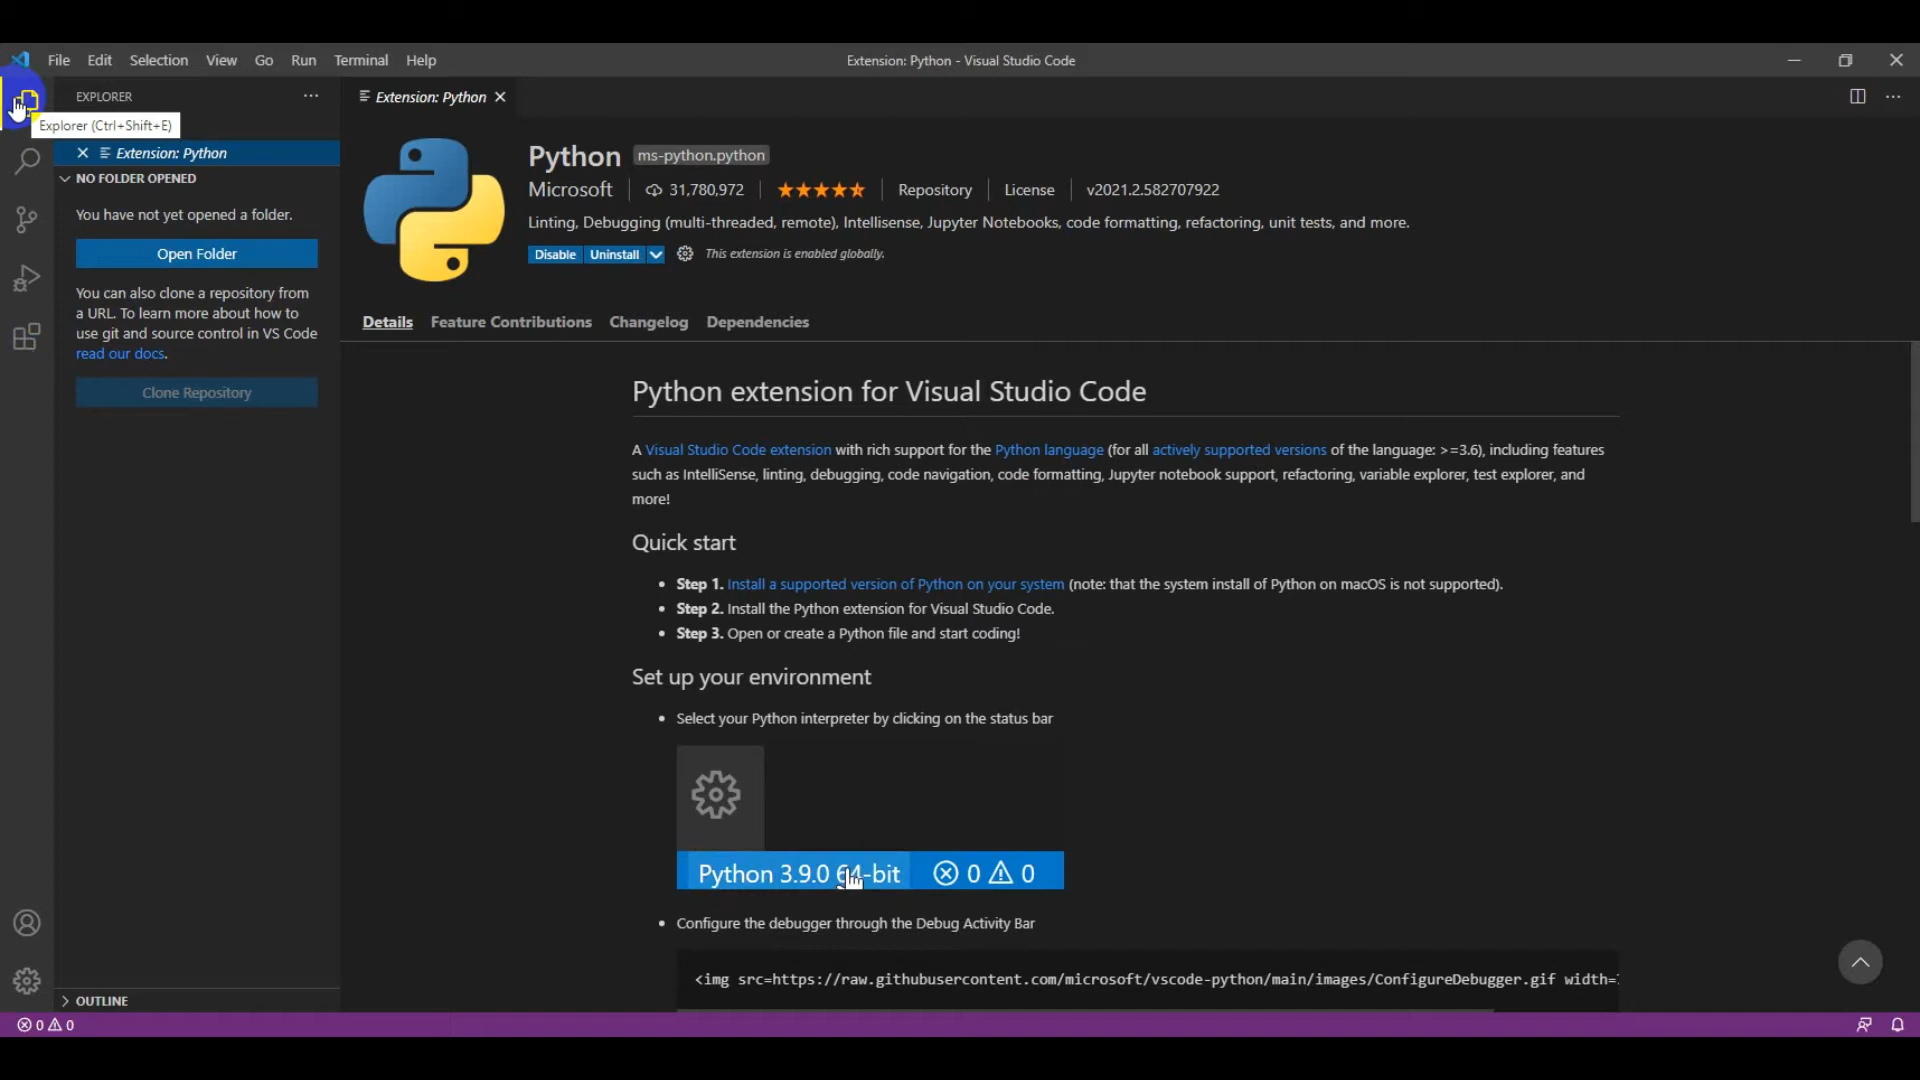 File Edit Selection View Go Run Terminal Help
Extension: Python - Visual Studio Code
EXPLORER
Explorer (Ctrl+Shift+E)
Extension: Python
NO FOLDER OPENED
You have not yet opened a folder.
Open Folder
You can also clone a repository from
a URL. To learn more about how to
use git and source control in VS Code
read our docs.
Clone Repository
OUTLINE
Extension: Python
Python ms-python.python
Microsoft 31,780,972 Repository License v2021.2.582707922
Linting, Debugging (multi-threaded, remote), Intellisense, Jupyter Notebooks, code formatting, refactoring, unit tests, and more.
Disable Uninstall This extension is enabled globally.
Details Feature Contributions Changelog Dependencies
Python extension for Visual Studio Code
A Visual Studio Code extension with rich support for the Python language (for all actively supported versions of the language: >=3.6), including features
such as IntelliSense, linting, debugging, code navigation, code formatting, Jupyter notebook support, refactoring, variable explorer, test explorer, and
more!
Quick start
• Step 1. Install a supported version of Python on your system (note: that the system install of Python on macOS is not supported).
• Step 2. Install the Python extension for Visual Studio Code.
• Step 3. Open or create a Python file and start coding!
Set up your environment
• Select your Python interpreter by clicking on the status bar
Python 3.9.0 64-bit 0 0
• Configure the debugger through the Debug Activity Bar
<img src=https://raw.githubusercontent.com/microsoft/vscode-python/main/images/ConfigureDebugger.gif width=
0 0